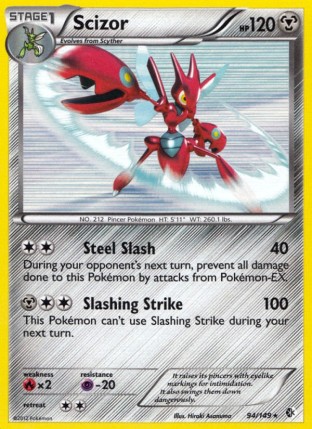 STAGE1
Scizor
HP120
Evolves from Scyther
NO. 212 Pincer Pokémon. HT: 5'11" WT: 260.1 lbs.
Steel Slash 40
During your opponent's next turn, prevent all damage
done to this Pokémon by attacks from Pokémon-EX.
Slashing Strike 100
This Pokémon can't use Slashing Strike during your
next turn.
weakness resistance
×2 -20
retreat
It raises its pincers with eyelike
markings for intimidation.
It also swings them down
dangerously.
©2012 Pokémon
Illus. Hiroki Asanuma
94/149 ★